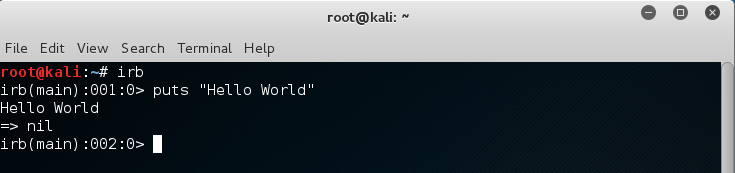 root@kali: ~
File Edit View Search Terminal Help
root@kali:~# irb
irb(main):001:0> puts "Hello World"
Hello World
=> nil
irb(main):002:0>